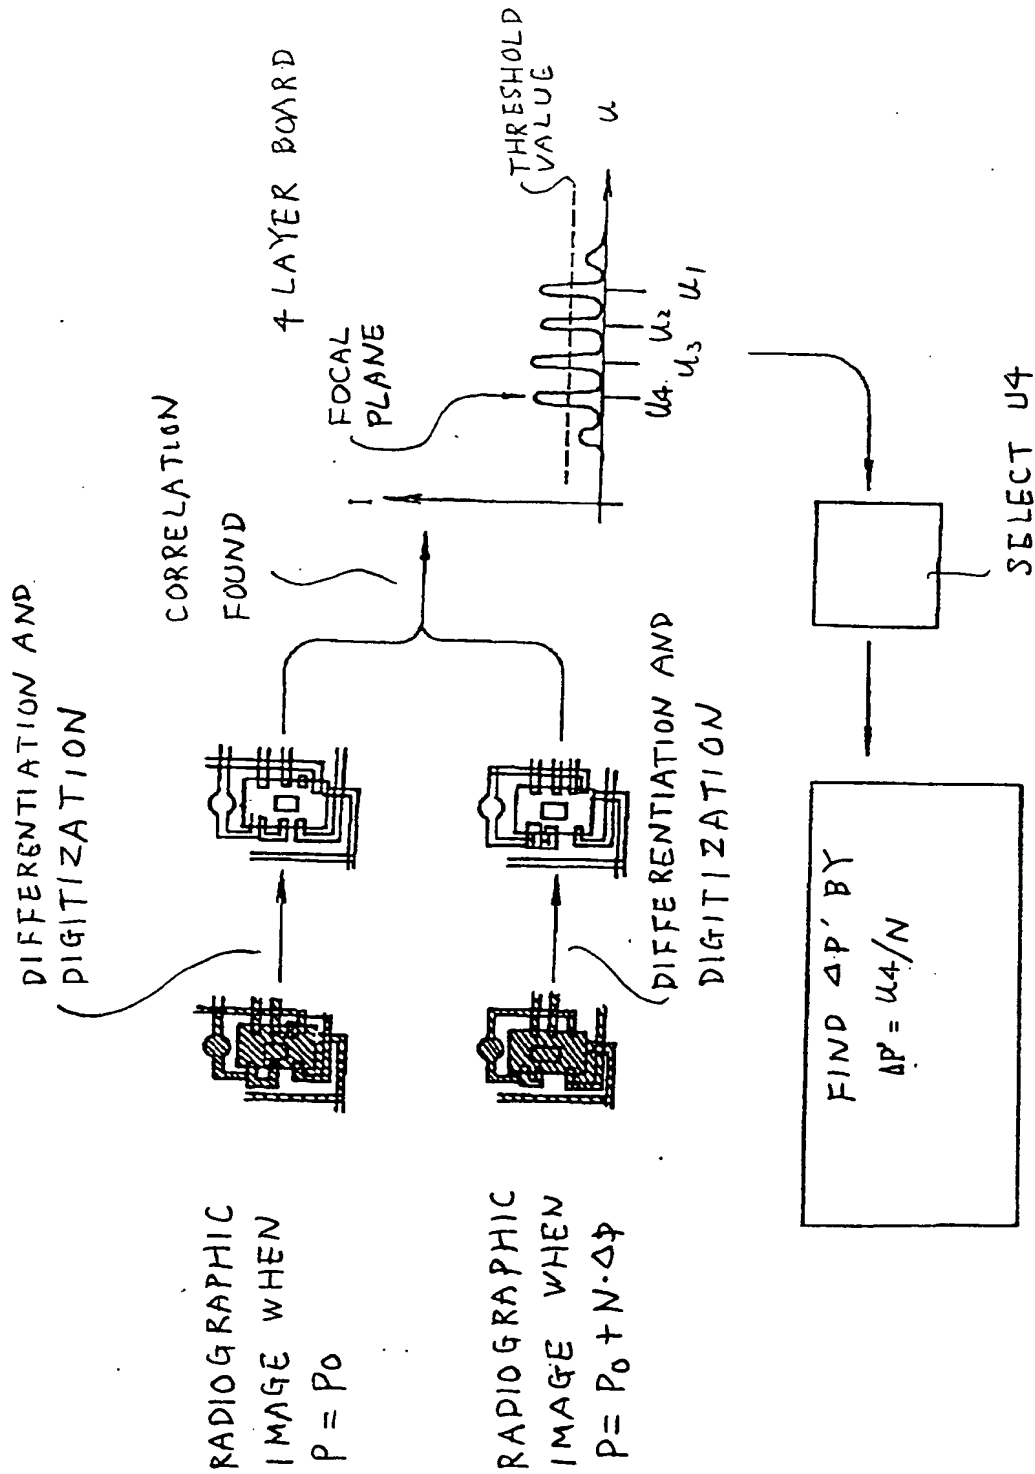 RADIOGRAPHIC
IMAGE WHEN
P = P0
DIFFERENTIATION AND
DIGITIZATION
CORRELATION
FOUND
RADIOGRAPHIC
IMAGE WHEN
P = P0 + N·Δp
DIFFERENTIATION AND
DIGITIZATION
4 LAYER BOARD
FOCAL
PLANE
THRESHOLD
VALUE
I
u
U4
U3
U2
U1
SELECT U4
FIND ΔP' BY
ΔP' = U4/N